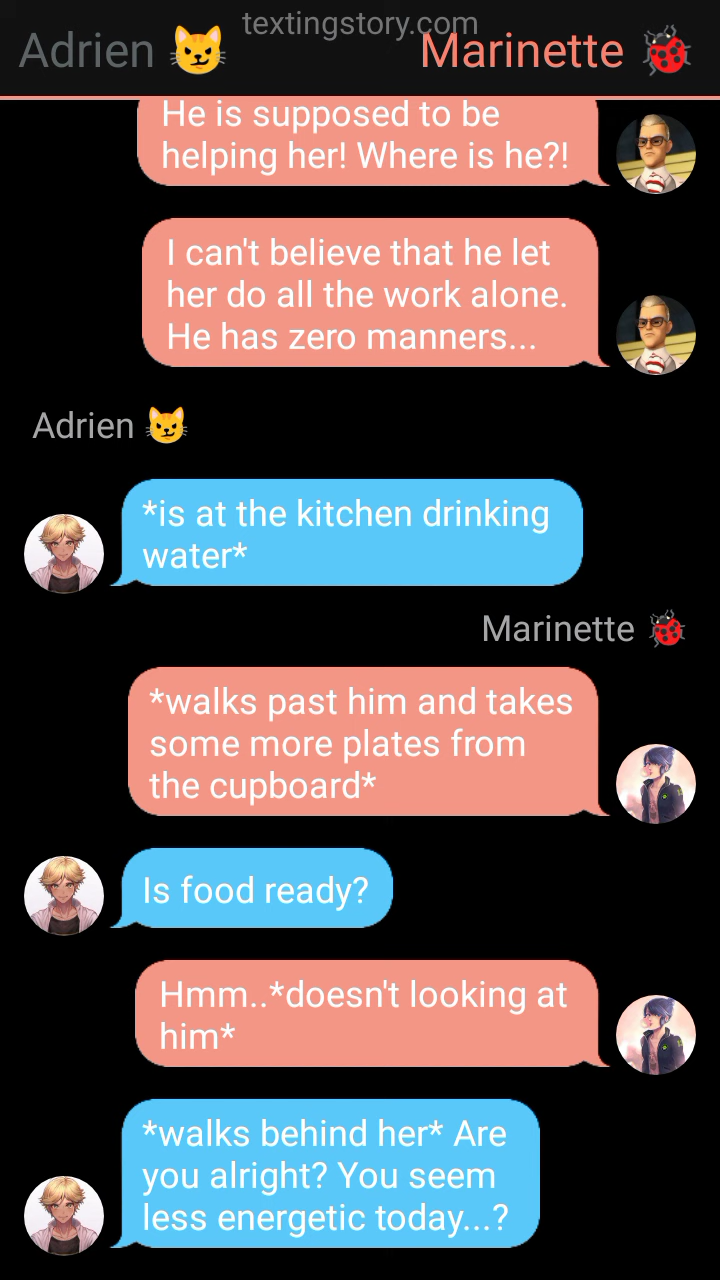 textingstory.com
Adrien 😼 Marinette 🐞
He is supposed to be
helping her! Where is he?!
I can't believe that he let
her do all the work alone.
He has zero manners...
Adrien 😼
*is at the kitchen drinking
water*
Marinette 🐞
*walks past him and takes
some more plates from
the cupboard*
Is food ready?
Hmm..*doesn't looking at
him*
*walks behind her* Are
you alright? You seem
less energetic today...?